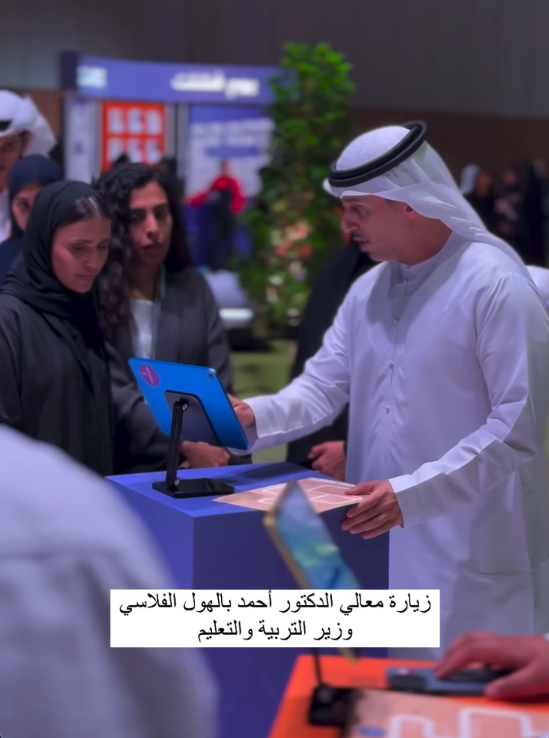 زيارة معالي الدكتور أحمد بالهول الفلاسي
وزير التربية والتعليم